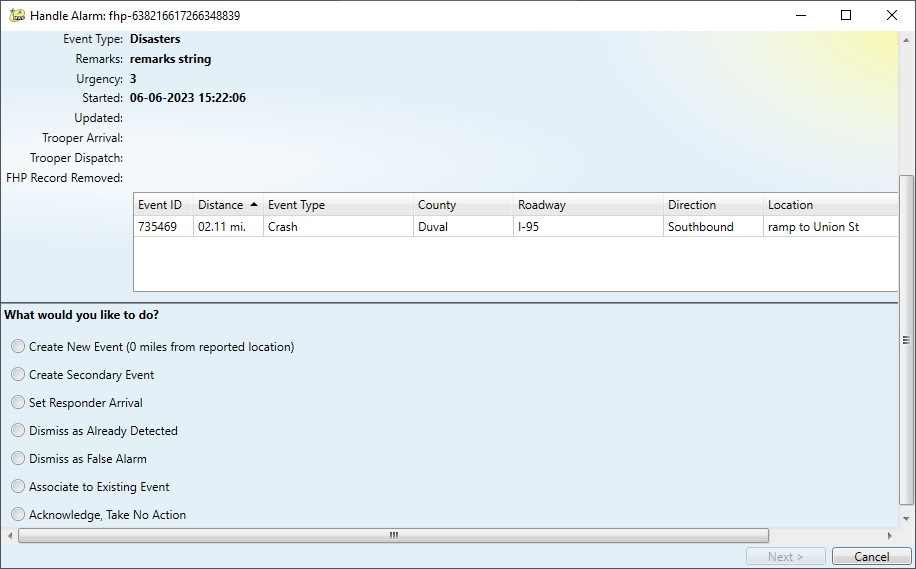 Handle Alarm: fhp-638216617266348839
Event Type: Disasters
Remarks: remarks string
Urgency: 3
Started: 06-06-2023 15:22:06
Updated:
Trooper Arrival:
Trooper Dispatch:
FHP Record Removed:
Event ID Distance Event Type County Roadway Direction Location
735469 02.11 mi. Crash Duval I-95 Southbound ramp to Union St
What would you like to do?
Create New Event (0 miles from reported location)
Create Secondary Event
Set Responder Arrival
Dismiss as Already Detected
Dismiss as False Alarm
Associate to Existing Event
Acknowledge, Take No Action
Next > Cancel